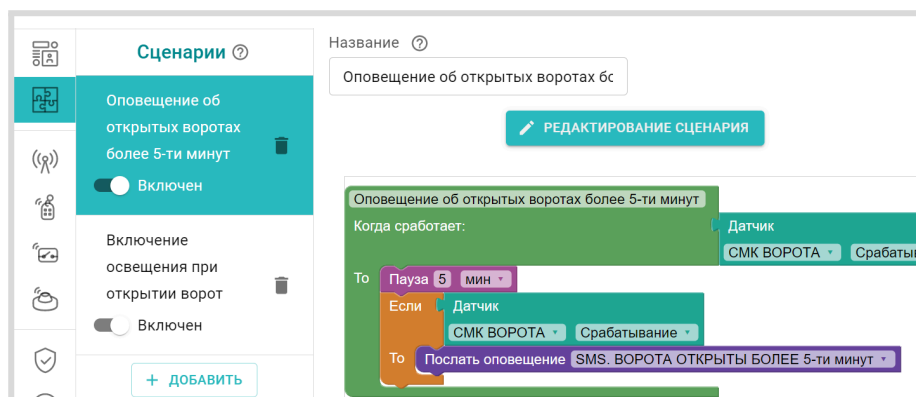 Сценарии ?
Оповещение об
открытых воротах
более 5-ти минут
Включен
Включение
освещения при
открытии ворот
Включен
+ ДОБАВИТЬ
Название ?
Оповещение об открытых воротах бо
РЕДАКТИРОВАНИЕ СЦЕНАРИЯ
Оповещение об открытых воротах более 5-ти минут
Когда сработает: Датчик
СМК ВОРОТА Срабатыв
То Пауза 5 мин
Если Датчик
СМК ВОРОТА Срабатывание
То Послать оповещение SMS. ВОРОТА ОТКРЫТЫ БОЛЕЕ 5-ти минут